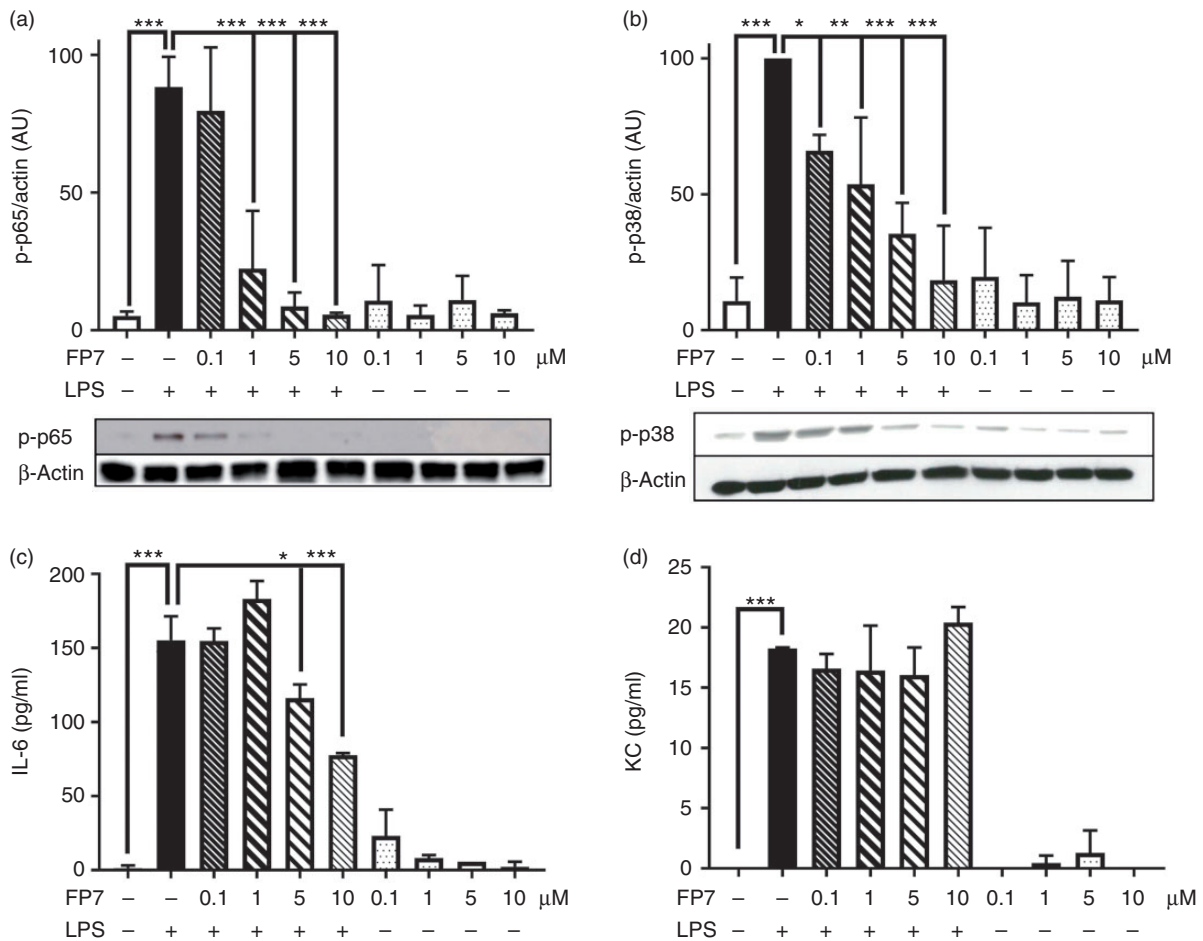 (a)
*** *** *** ***
100
50
0
p-p65/actin (AU)
FP7 – – 0.1 1 5 10 0.1 1 5 10 μM
LPS – + + + + + – – – –
p-p65
β-Actin
(b)
*** * ** *** ***
100
50
0
p-p38/actin (AU)
FP7 – – 0.1 1 5 10 0.1 1 5 10 μM
LPS – + + + + + – – – –
p-p38
β-Actin
(c)
*** * ***
200
150
100
50
0
IL-6 (pg/ml)
FP7 – – 0.1 1 5 10 0.1 1 5 10 μM
LPS – + + + + + – – – –
(d)
***
25
20
15
10
5
0
KC (pg/ml)
FP7 – – 0.1 1 5 10 0.1 1 5 10 μM
LPS – + + + + + – – – –